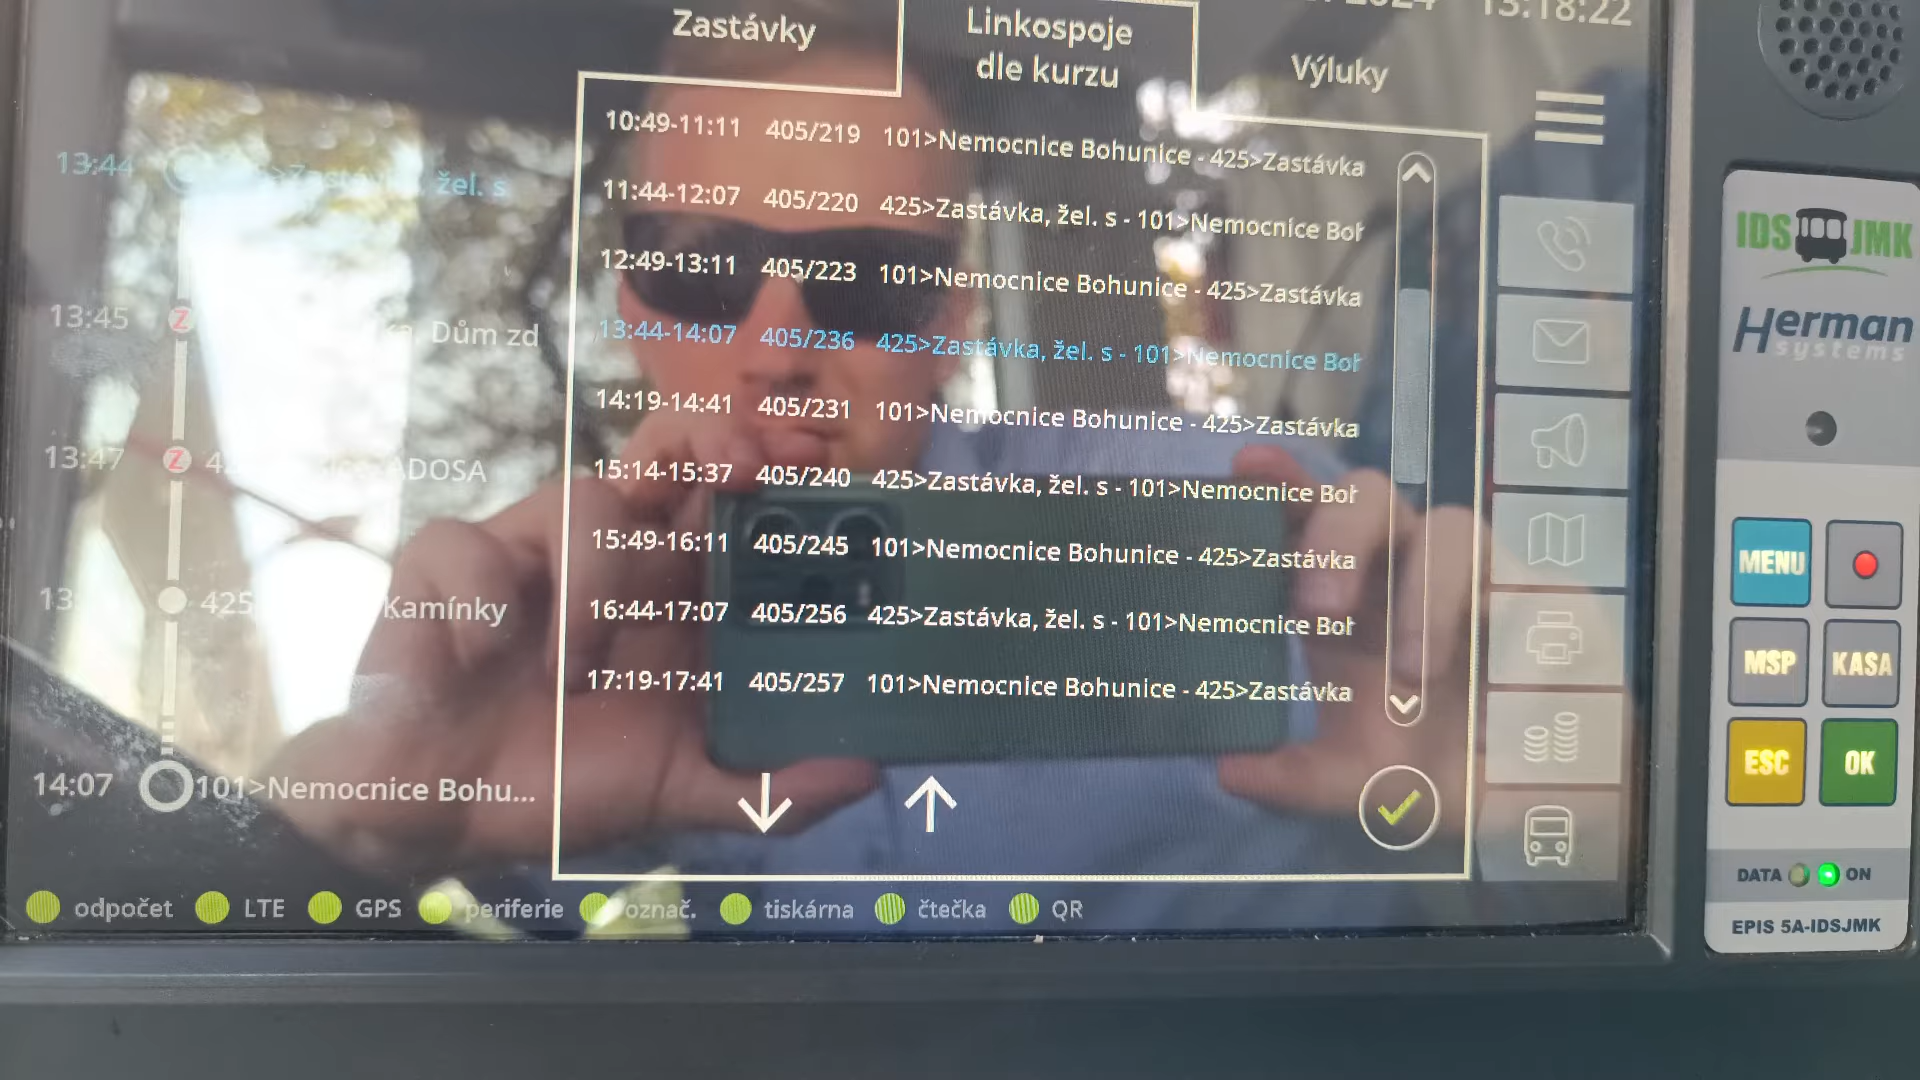 13:18:22
Zastávky
Linkospoje
dle kurzu
Výluky
10:49-11:11 405/219 101>Nemocnice Bohunice - 425>Zastávka
11:44-12:07 405/220 425>Zastávka, žel. s - 101>Nemocnice Boh
12:49-13:11 405/223 101>Nemocnice Bohunice - 425>Zastávka
13:44-14:07 405/236 425>Zastávka, žel. s - 101>Nemocnice Boh
14:19-14:41 405/231 101>Nemocnice Bohunice - 425>Zastávka
15:14-15:37 405/240 425>Zastávka, žel. s - 101>Nemocnice Boh
15:49-16:11 405/245 101>Nemocnice Bohunice - 425>Zastávka
16:44-17:07 405/256 425>Zastávka, žel. s - 101>Nemocnice Boh
17:19-17:41 405/257 101>Nemocnice Bohunice - 425>Zastávka
13:44 >Zastávka, žel. s
13:45 Z Dům zd
13:47 Z ADOSA
425 Kamínky
14:07 101>Nemocnice Bohu...
odpočet LTE GPS periferie označ. tiskárna čtečka QR
IDS JMK
Herman
systems
MENU
MSP KASA
ESC OK
DATA ON
EPIS 5A-IDSJMK